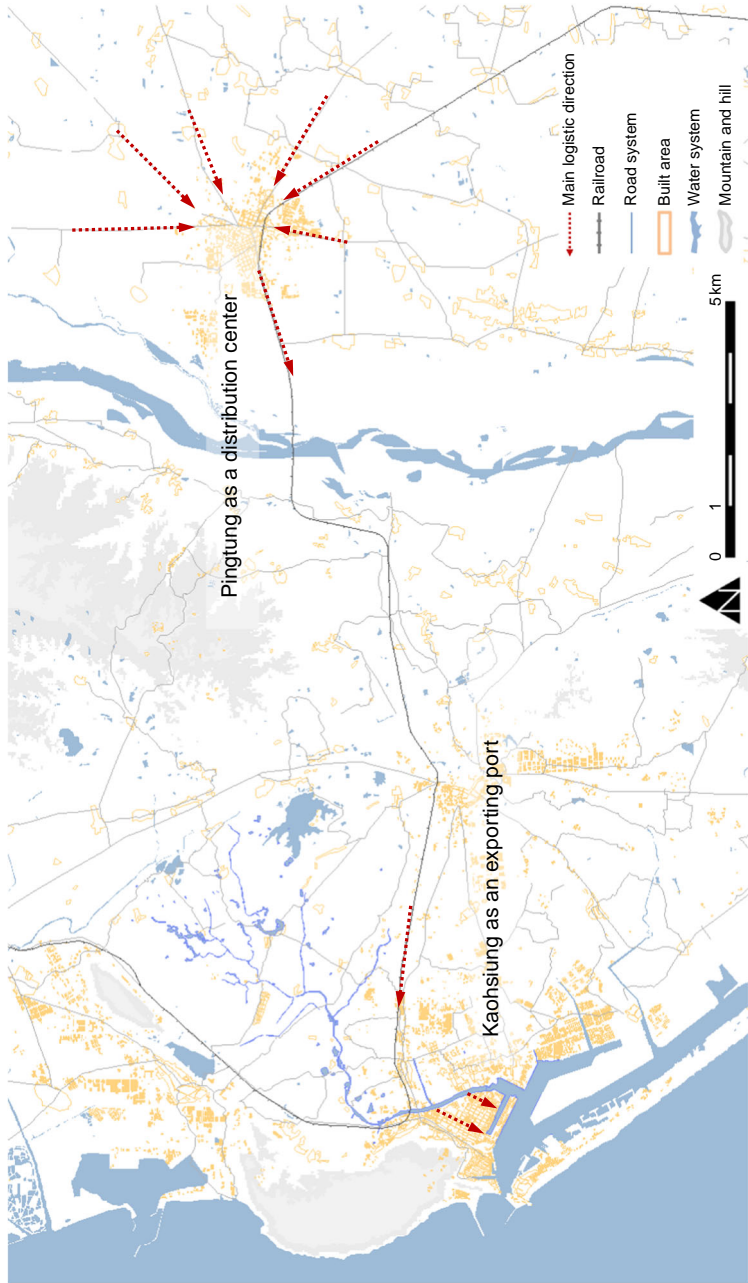 Pingtung as a distribution center
Kaohsiung as an exporting port
Main logistic direction
Railroad
Road system
Built area
Water system
Mountain and hill
0 1 5 km
N